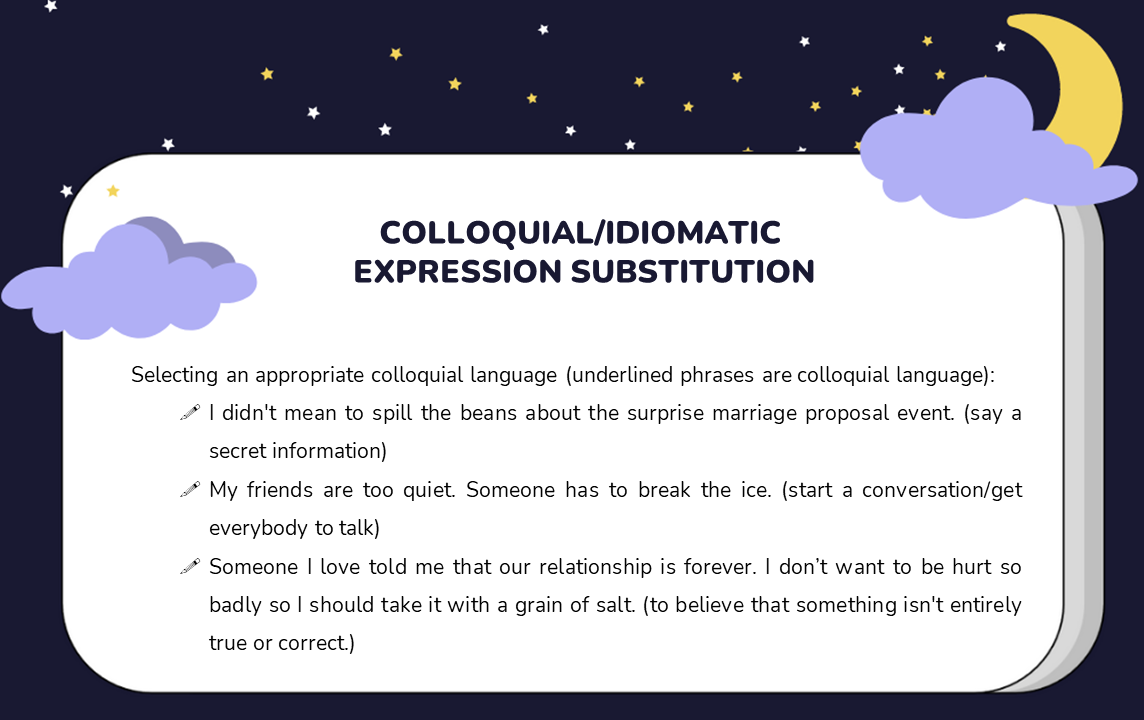 COLLOQUIAL/IDIOMATIC
EXPRESSION SUBSTITUTION
Selecting an appropriate colloquial language (underlined phrases are colloquial language):
I didn't mean to spill the beans about the surprise marriage proposal event. (say a
secret information)
My friends are too quiet. Someone has to break the ice. (start a conversation/get
everybody to talk)
Someone I love told me that our relationship is forever. I don’t want to be hurt so
badly so I should take it with a grain of salt. (to believe that something isn't entirely
true or correct.)